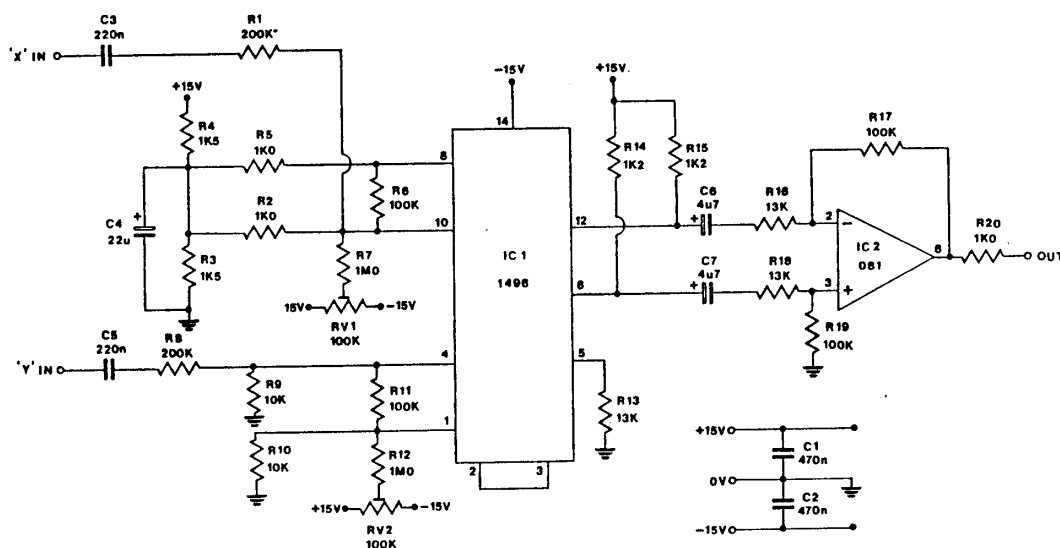 C3
220n
R1
200K"
'X' IN
+15V
R4
1K5
R5
1K0
R6
100K
C4
22u
+
R2
1K0
R3
1K5
R7
1M0
15V
-15V
RV1
100K
'Y' IN
C5
220n
R8
200K
R9
10K
R10
10K
R11
100K
R12
1M0
+15V
-15V
RV2
100K
-15V
14
8
10
4
1
2
3
IC1
1496
12
6
5
+15V.
R14
1K2
R15
1K2
C6
4u7
+
C7
4u7
+
R16
13K
R18
13K
R17
100K
2
-
3
+
IC2
081
6
R19
100K
R20
1K0
OUT
R13
13K
+15V
C1
470n
0V
C2
470n
-15V